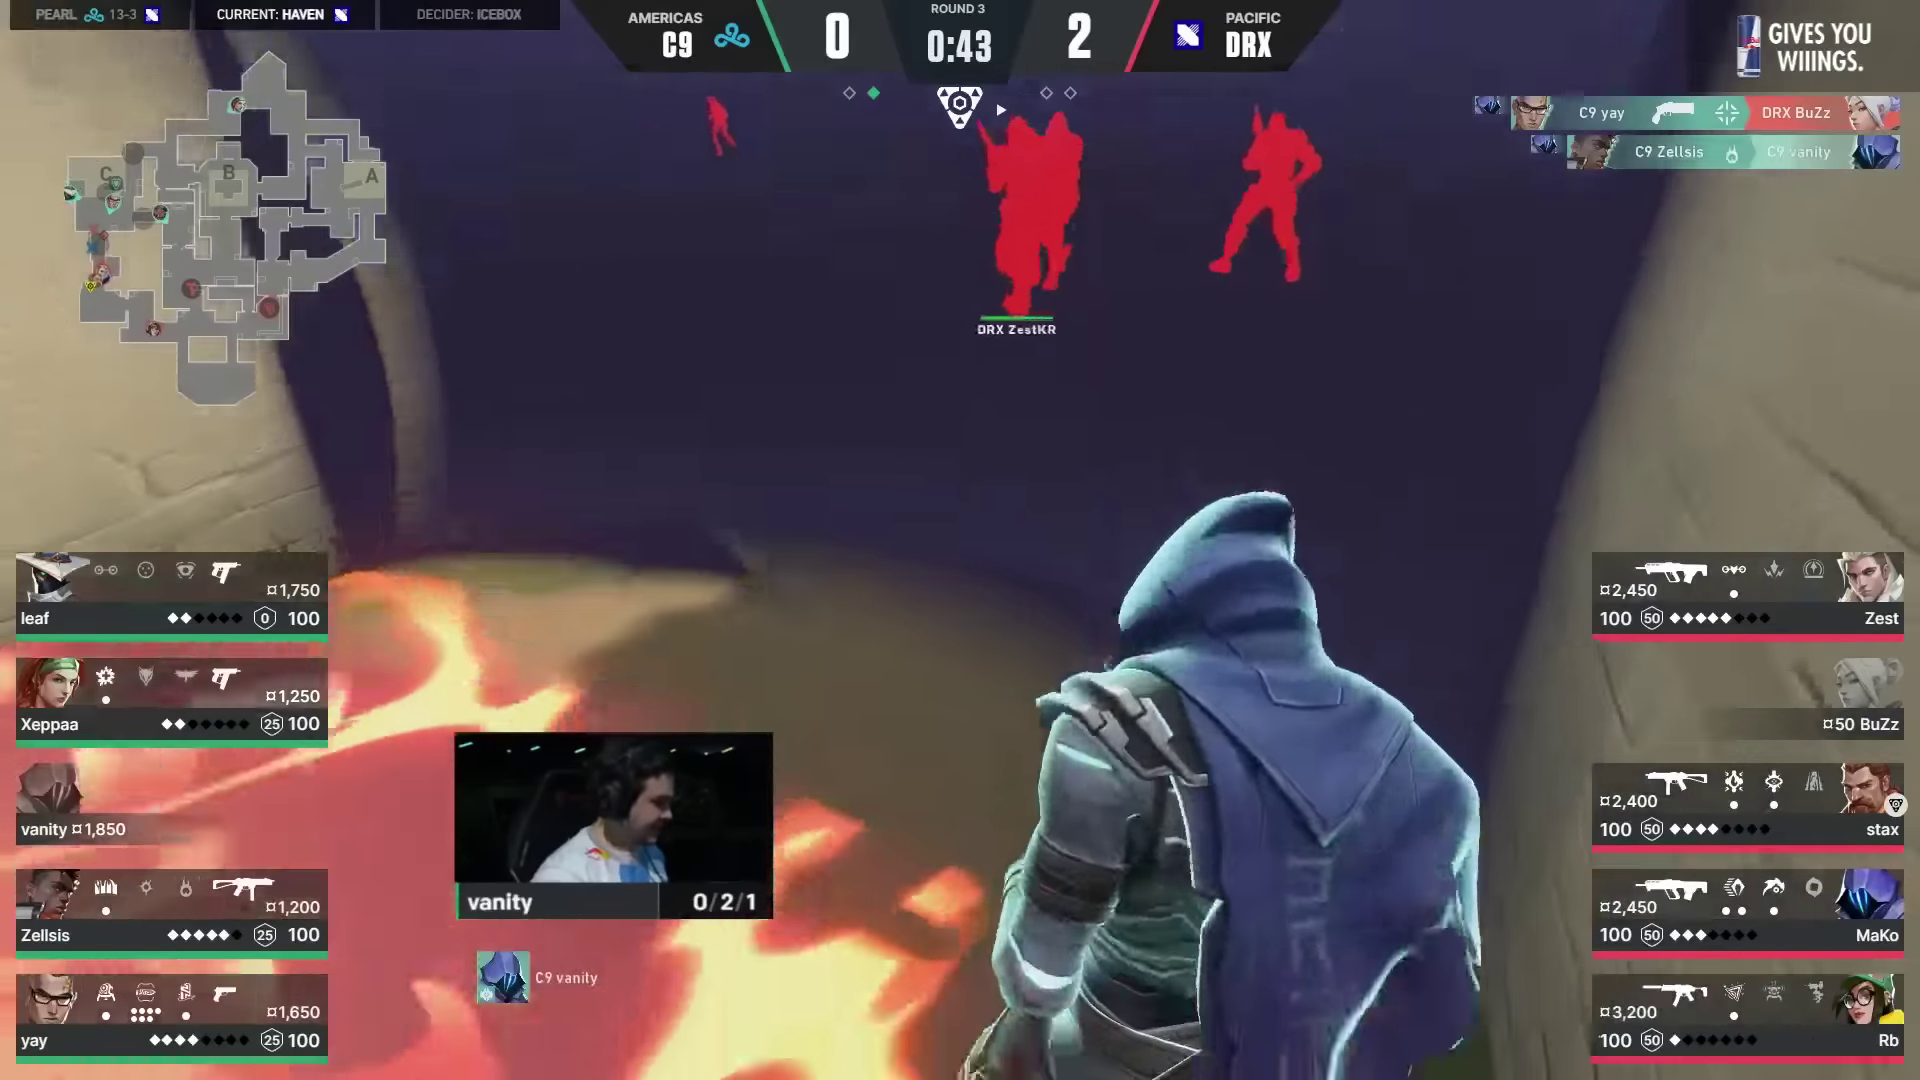 PEARL 13-3
CURRENT: HAVEN
DECIDER: ICEBOX
AMERICAS
C9
0
ROUND 3
0:43
2
PACIFIC
DRX
GIVES YOU
WIIINGS.
C9 yay DRX BuZz
C9 Zellsis C9 vanity
A
B
C
DRX ZestKR
1,750
leaf 0 100
1,250
Xeppaa 25 100
vanity 1,850
1,200
Zellsis 25 100
1,650
yay 25 100
vanity 0/2/1
C9 vanity
2,450
100 50 Zest
50 BuZz
2,400
100 50 stax
2,450
100 50 MaKo
3,200
100 50 Rb